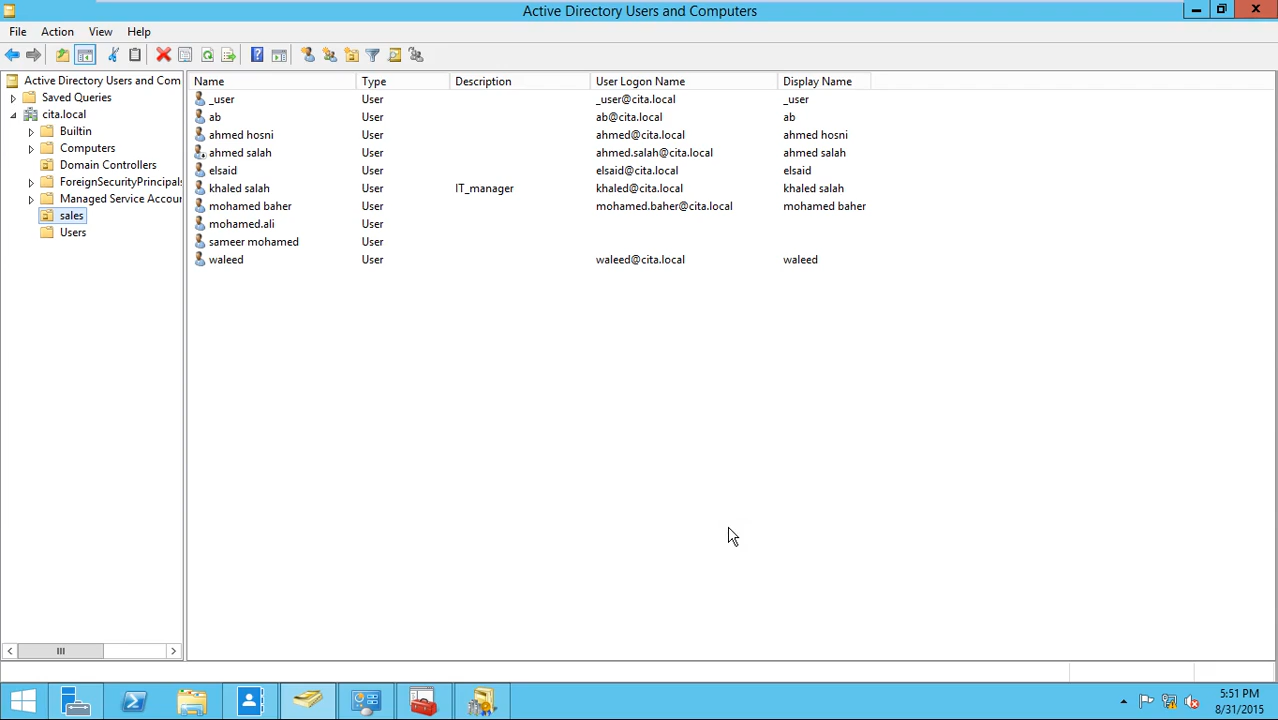 Active Directory Users and Computers
File Action View Help
Active Directory Users and Com
Saved Queries
cita.local
Builtin
Computers
Domain Controllers
ForeignSecurityPrincipals
Managed Service Accour
sales
Users
Name Type Description User Logon Name Display Name
_user User _user@cita.local _user
ab User ab@cita.local ab
ahmed hosni User ahmed@cita.local ahmed hosni
ahmed salah User ahmed.salah@cita.local ahmed salah
elsaid User elsaid@cita.local elsaid
khaled salah User IT_manager khaled@cita.local khaled salah
mohamed baher User mohamed.baher@cita.local mohamed baher
mohamed.ali User
sameer mohamed User
waleed User waleed@cita.local waleed
5:51 PM
8/31/2015